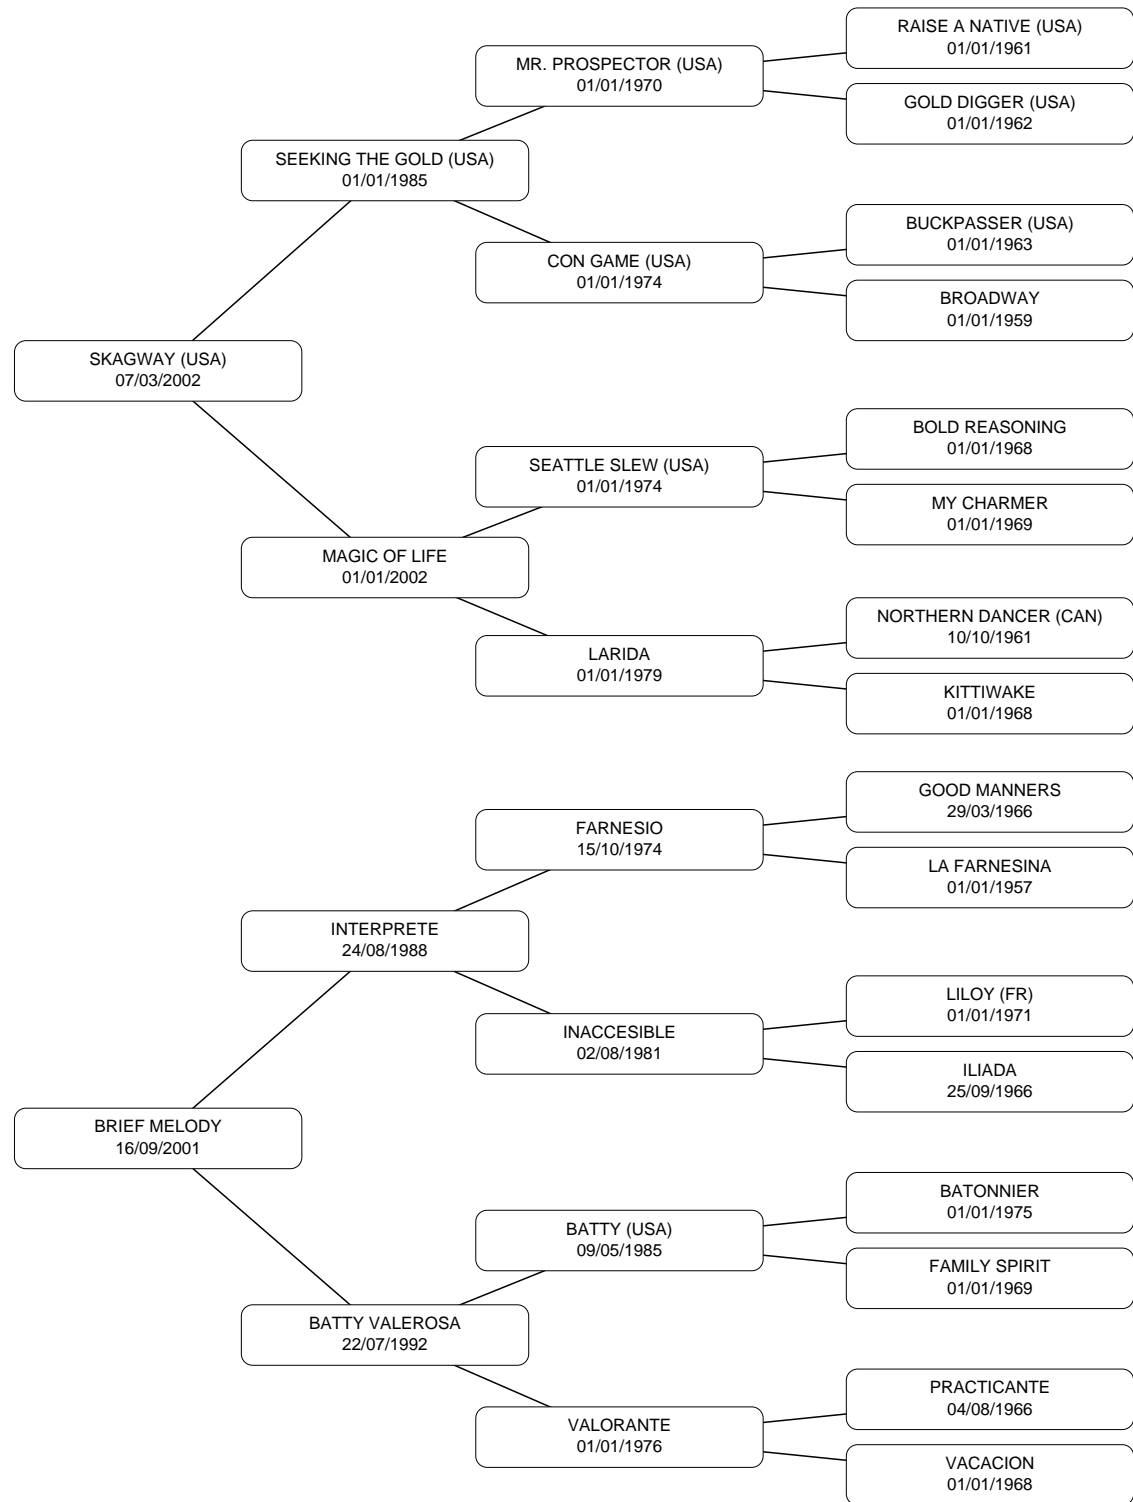 RAISE A NATIVE (USA)
01/01/1961
MR. PROSPECTOR (USA)
01/01/1970
GOLD DIGGER (USA)
01/01/1962
SEEKING THE GOLD (USA)
01/01/1985
BUCKPASSER (USA)
01/01/1963
CON GAME (USA)
01/01/1974
BROADWAY
01/01/1959
SKAGWAY (USA)
07/03/2002
BOLD REASONING
01/01/1968
SEATTLE SLEW (USA)
01/01/1974
MY CHARMER
01/01/1969
MAGIC OF LIFE
01/01/2002
NORTHERN DANCER (CAN)
10/10/1961
LARIDA
01/01/1979
KITTIWAKE
01/01/1968
GOOD MANNERS
29/03/1966
FARNESIO
15/10/1974
LA FARNESINA
01/01/1957
INTERPRETE
24/08/1988
LILOY (FR)
01/01/1971
INACCESIBLE
02/08/1981
ILIADA
25/09/1966
BRIEF MELODY
16/09/2001
BATONNIER
01/01/1975
BATTY (USA)
09/05/1985
FAMILY SPIRIT
01/01/1969
BATTY VALEROSA
22/07/1992
PRACTICANTE
04/08/1966
VALORANTE
01/01/1976
VACACION
01/01/1968